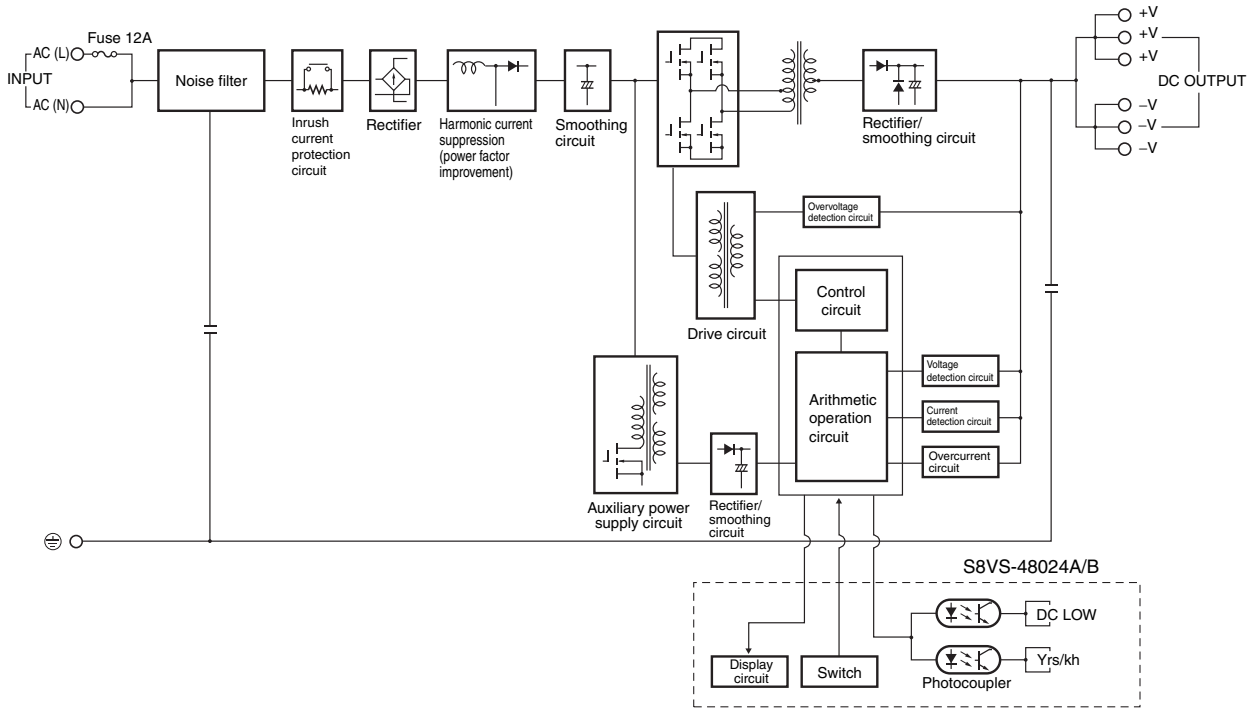 Fuse 12A
AC (L)
INPUT
AC (N)
Noise filter
Inrush
current
protection
circuit
Rectifier
Harmonic current
suppression
(power factor
improvement)
Smoothing
circuit
Rectifier/
smoothing circuit
+V
+V
+V
DC OUTPUT
–V
–V
–V
Overvoltage
detection circuit
Drive circuit
Control
circuit
Arithmetic
operation
circuit
Voltage
detection circuit
Current
detection circuit
Overcurrent
circuit
Auxiliary power
supply circuit
Rectifier/
smoothing
circuit
S8VS-48024A/B
Display
circuit
Switch
Photocoupler
DC LOW
Yrs/kh